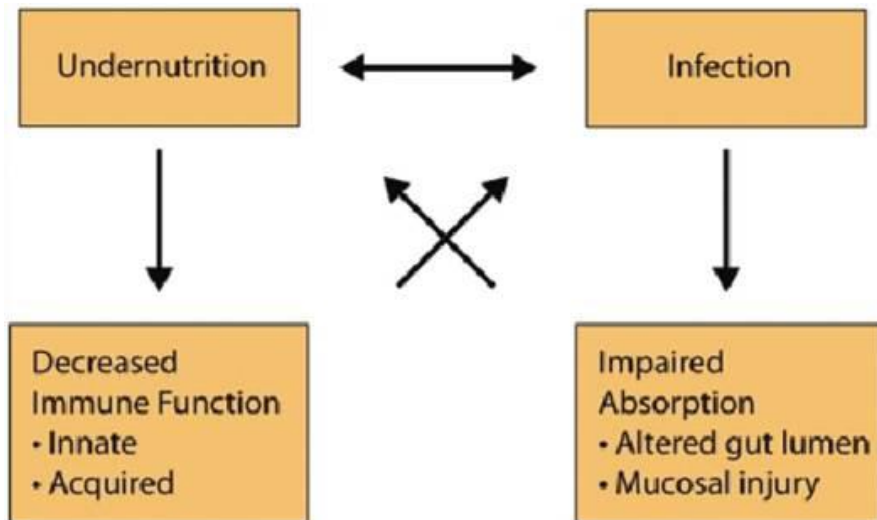 Undernutrition
Infection
Decreased
Immune Function
• Innate
• Acquired
Impaired
Absorption
• Altered gut lumen
• Mucosal injury